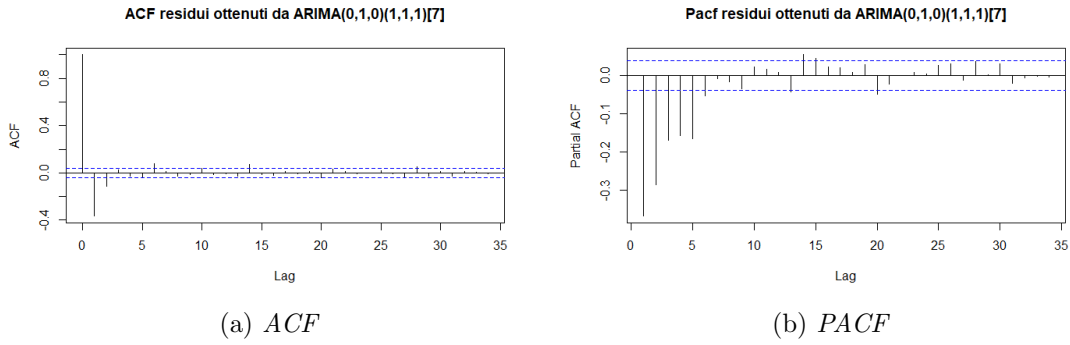 ACF residui ottenuti da ARIMA(0,1,0)(1,1,1)[7]
ACF
0.8
0.4
0.0
-0.4
0 5 10 15 20 25 30 35
Lag
(a) ACF
Pacf residui ottenuti da ARIMA(0,1,0)(1,1,1)[7]
Partial ACF
0.0
-0.1
-0.2
-0.3
0 5 10 15 20 25 30 35
Lag
(b) PACF